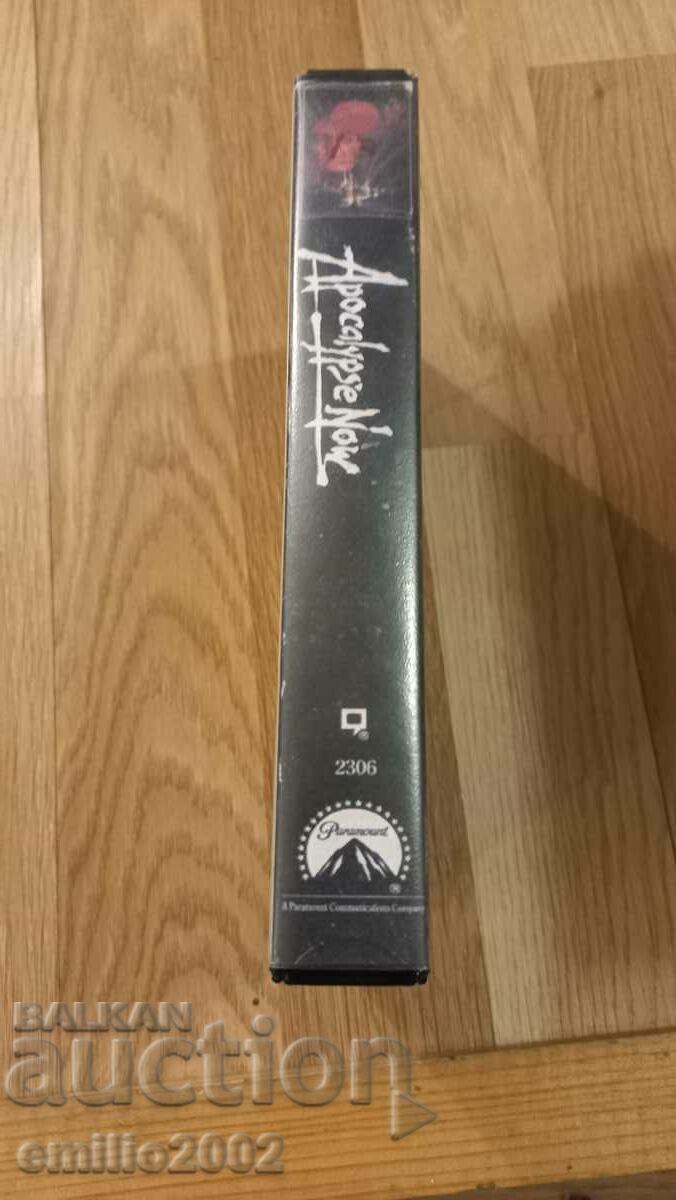 Apocalypse Now
®
2306
Paramount
®
A Paramount Communications Company
BALKAN
auction
emilio2002